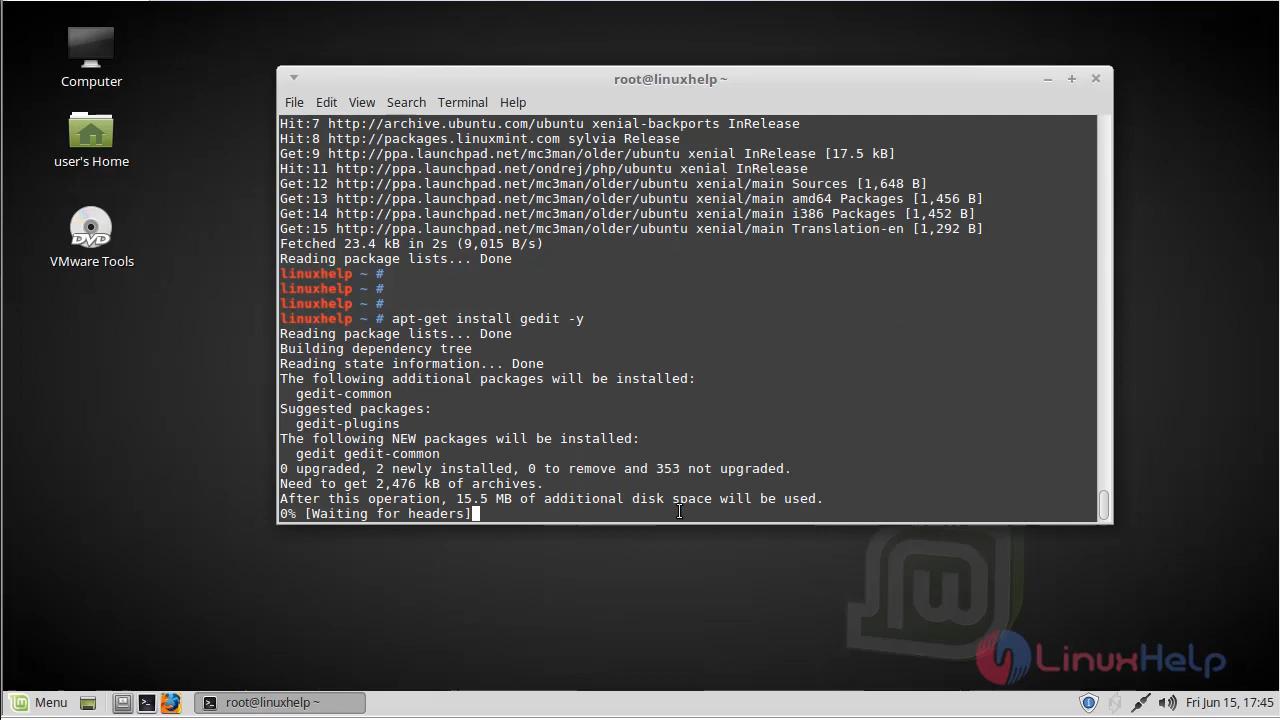 Computer
user's Home
DVD
VMware Tools
root@linuxhelp ~
File Edit View Search Terminal Help
Hit:7 http://archive.ubuntu.com/ubuntu xenial-backports InRelease
Hit:8 http://packages.linuxmint.com sylvia Release
Get:9 http://ppa.launchpad.net/mc3man/older/ubuntu xenial InRelease [17.5 kB]
Hit:11 http://ppa.launchpad.net/ondrej/php/ubuntu xenial InRelease
Get:12 http://ppa.launchpad.net/mc3man/older/ubuntu xenial/main Sources [1,648 B]
Get:13 http://ppa.launchpad.net/mc3man/older/ubuntu xenial/main amd64 Packages [1,456 B]
Get:14 http://ppa.launchpad.net/mc3man/older/ubuntu xenial/main i386 Packages [1,452 B]
Get:15 http://ppa.launchpad.net/mc3man/older/ubuntu xenial/main Translation-en [1,292 B]
Fetched 23.4 kB in 2s (9,015 B/s)
Reading package lists... Done
linuxhelp ~ #
linuxhelp ~ #
linuxhelp ~ #
linuxhelp ~ # apt-get install gedit -y
Reading package lists... Done
Building dependency tree
Reading state information... Done
The following additional packages will be installed:
gedit-common
Suggested packages:
gedit-plugins
The following NEW packages will be installed:
gedit gedit-common
0 upgraded, 2 newly installed, 0 to remove and 353 not upgraded.
Need to get 2,476 kB of archives.
After this operation, 15.5 MB of additional disk space will be used.
0% [Waiting for headers]
LinuxHelp
Menu
root@linuxhelp ~
Fri Jun 15, 17:45